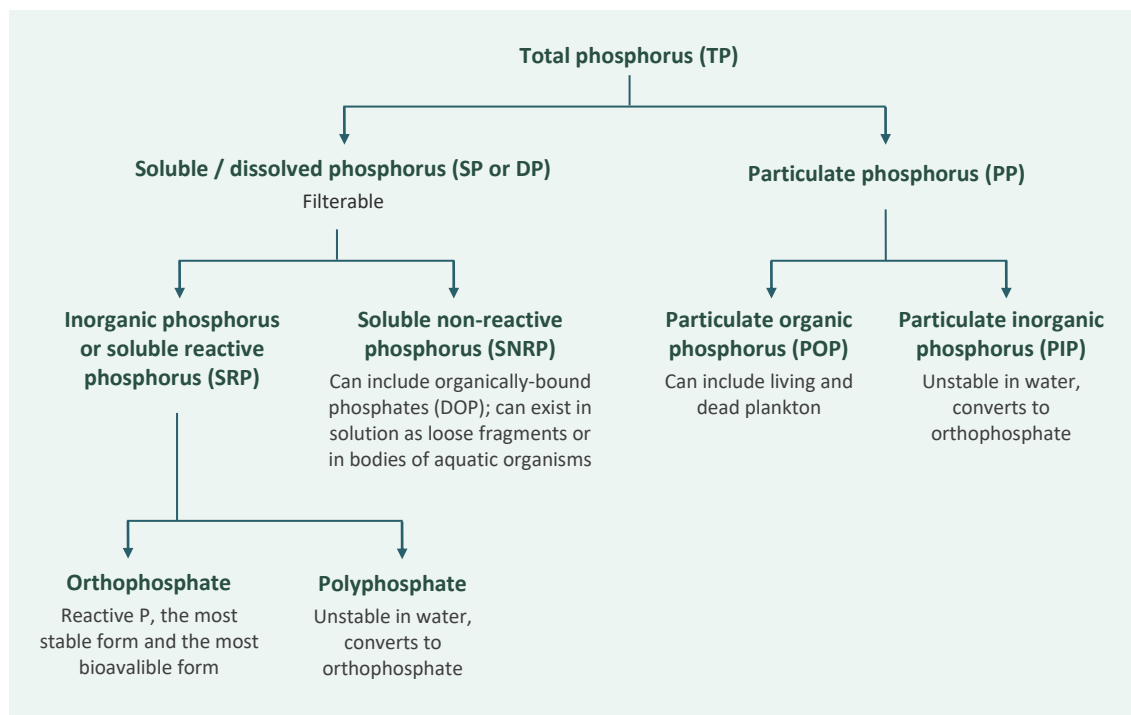 Total phosphorus (TP)
Soluble / dissolved phosphorus (SP or DP)
Filterable
Particulate phosphorus (PP)
Inorganic phosphorus
or soluble reactive
phosphorus (SRP)
Soluble non-reactive
phosphorus (SNRP)
Can include organically-bound
phosphates (DOP); can exist in
solution as loose fragments or
in bodies of aquatic organisms
Particulate organic
phosphorus (POP)
Can include living and
dead plankton
Particulate inorganic
phosphorus (PIP)
Unstable in water,
converts to
orthophosphate
Orthophosphate
Reactive P, the most
stable form and the most
bioavalible form
Polyphosphate
Unstable in water,
converts to
orthophosphate